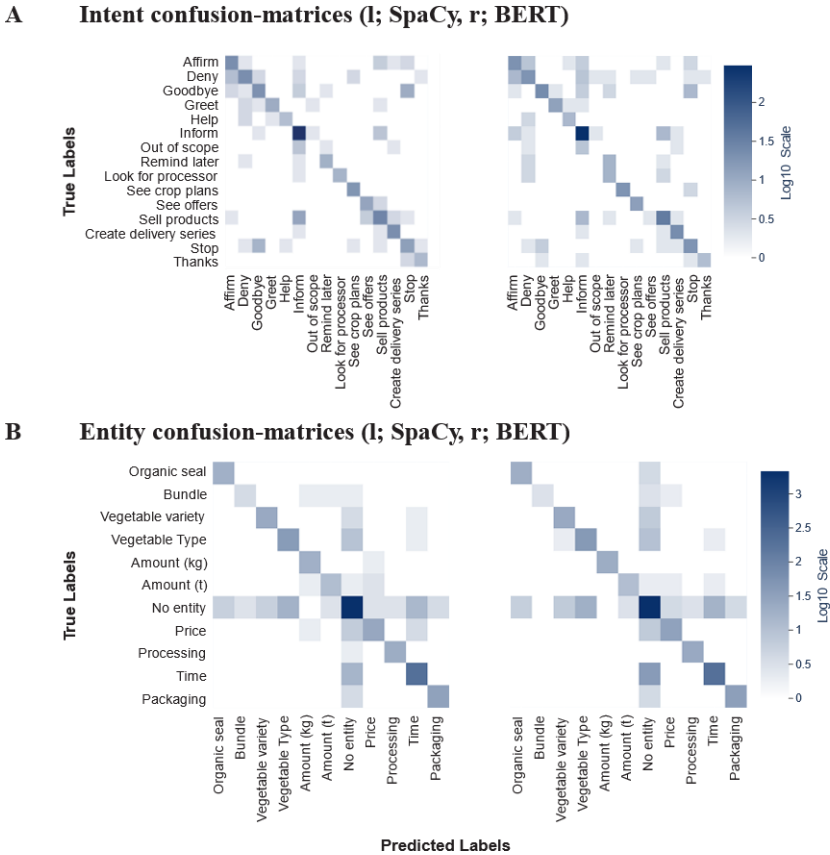 A Intent confusion-matrices (l; SpaCy, r; BERT)
True Labels
Affirm
Deny
Goodbye
Greet
Help
Inform
Out of scope
Remind later
Look for processor
See crop plans
See offers
Sell products
Create delivery series
Stop
Thanks
Affirm
Deny
Goodbye
Greet
Help
Inform
Out of scope
Remind later
Look for processor
See crop plans
See offers
Sell products
Create delivery series
Stop
Thanks
Affirm
Deny
Goodbye
Greet
Help
Inform
Out of scope
Remind later
Look for processor
See crop plans
See offers
Sell products
Create delivery series
Stop
Thanks
2
1.5
1
0.5
0
Log10 Scale
B Entity confusion-matrices (l; SpaCy, r; BERT)
True Labels
Organic seal
Bundle
Vegetable variety
Vegetable Type
Amount (kg)
Amount (t)
No entity
Price
Processing
Time
Packaging
Organic seal
Bundle
Vegetable variety
Vegetable Type
Amount (kg)
Amount (t)
No entity
Price
Processing
Time
Packaging
Organic seal
Bundle
Vegetable variety
Vegetable Type
Amount (kg)
Amount (t)
No entity
Price
Processing
Time
Packaging
3
2.5
2
1.5
1
0.5
0
Log10 Scale
Predicted Labels